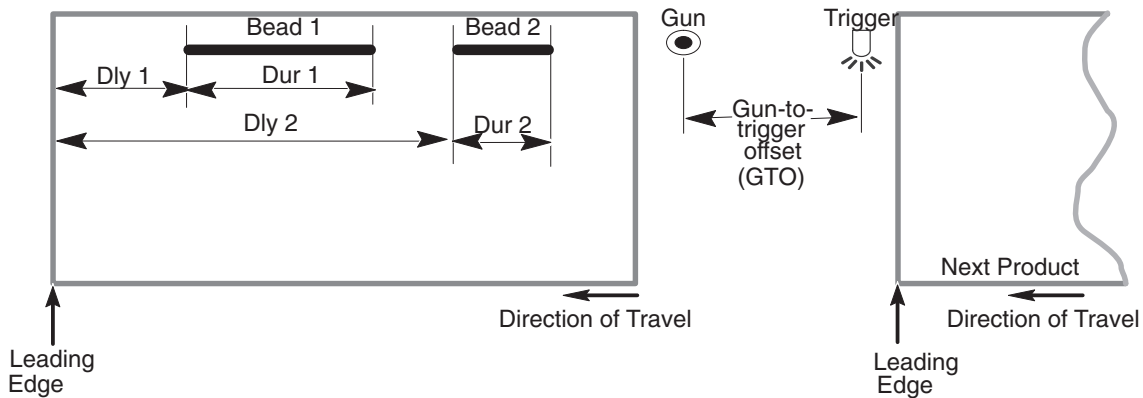 Bead 1
Bead 2
Gun
Trigger
Dly 1
Dur 1
Dly 2
Dur 2
Gun-to-
trigger
offset
(GTO)
Next Product
Direction of Travel
Direction of Travel
Leading
Edge
Leading
Edge